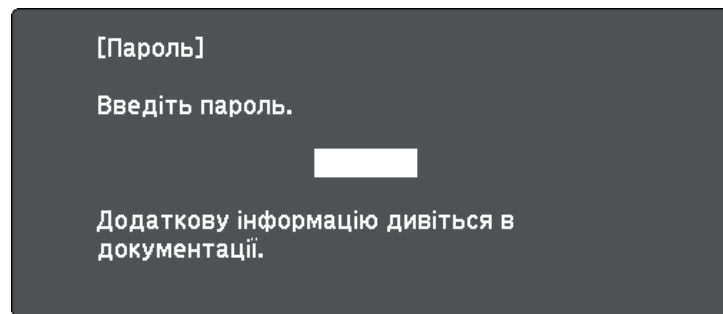 [Пароль]
Введіть пароль.
Додаткову інформацію дивіться в
документації.